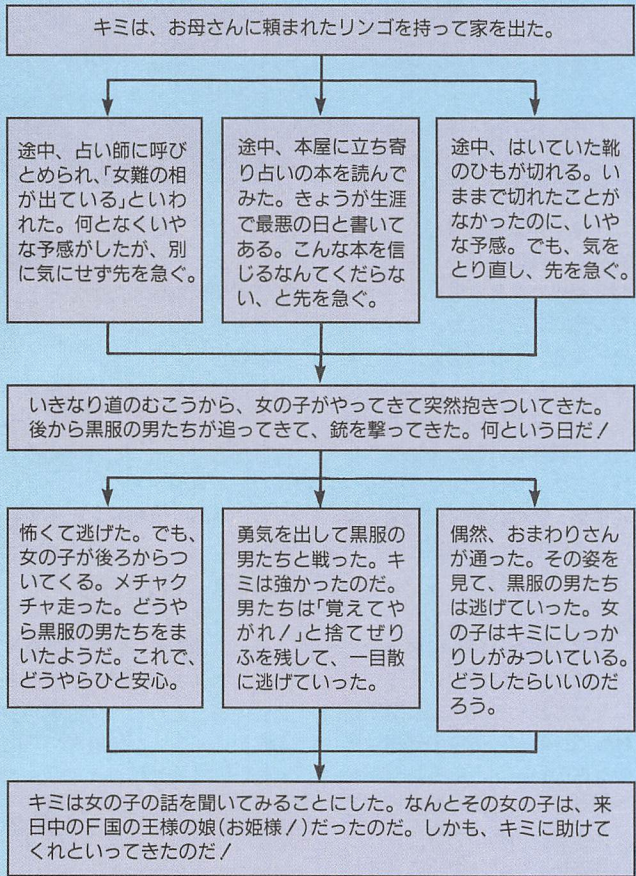 キミは、お母さんに頼まれたリンゴを持って家を出た。
途中、占い師に呼び
とめられ、「女難の相
が出ている」といわ
れた。何となくいや
な予感がしたが、別
に気にせず先を急ぐ。
途中、本屋に立ち寄
り占いの本を読んで
みた。きょうが生涯
で最悪の日と書いて
ある。こんな本を信
じるなんてくだらな
い、と先を急ぐ。
途中、はいていた靴
のひもが切れる。い
ままで切れたことが
なかったのに、いや
な予感。でも、気を
とり直し、先を急ぐ。
いきなり道のむこうから、女の子がやってきて突然抱きついてきた。
後から黒服の男たちが追ってきて、銃を撃ってきた。何という日だ!
怖くて逃げた。でも、
女の子が後ろからつ
いてくる。メチャク
チャ走った。どうや
ら黒服の男たちをま
いたようだ。これで、
どうやらひと安心。
勇気を出して黒服の
男たちと戦った。キ
ミは強かったのだ。
男たちは「覚えてや
がれ!」と捨てぜり
ふを残して、一目散
に逃げていった。
偶然、おまわりさん
が通った。その姿を
見て、黒服の男たち
は逃げていった。女
の子はキミにしっか
りしがみついている。
どうしたらいいのだ
ろう。
キミは女の子の話を聞いてみることにした。なんとその女の子は、来
日中のF国の王様の娘(お姫様!)だったのだ。しかも、キミに助けて
くれといってきたのだ!